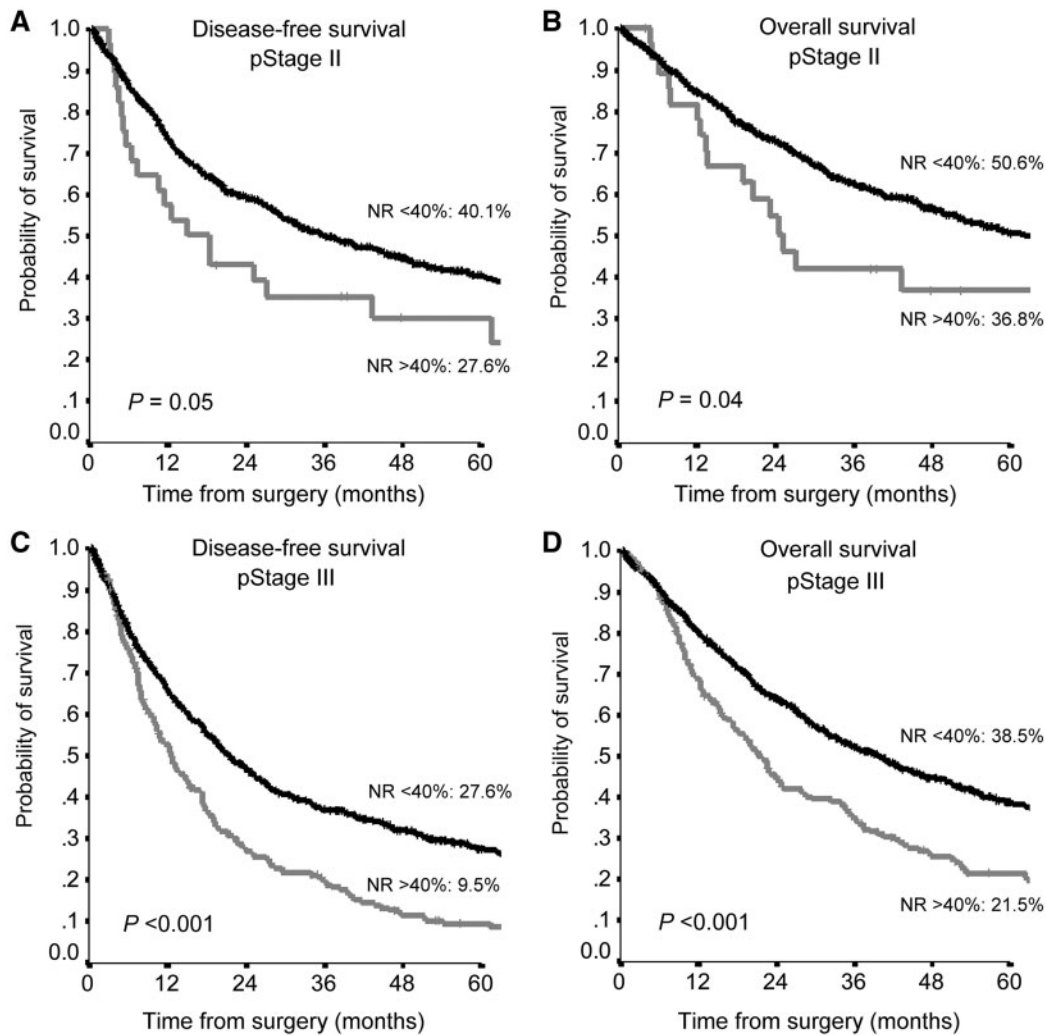 A
Disease-free survival
pStage II
Probability of survival
1.0
.9
.8
.7
.6
.5
.4
.3
.2
.1
0.0
NR <40%: 40.1%
NR >40%: 27.6%
P = 0.05
0 12 24 36 48 60
Time from surgery (months)
B
Overall survival
pStage II
Probability of survival
1.0
.9
.8
.7
.6
.5
.4
.3
.2
.1
0.0
NR <40%: 50.6%
NR >40%: 36.8%
P = 0.04
0 12 24 36 48 60
Time from surgery (months)
C
Disease-free survival
pStage III
Probability of survival
1.0
.9
.8
.7
.6
.5
.4
.3
.2
.1
0.0
NR <40%: 27.6%
NR >40%: 9.5%
P <0.001
0 12 24 36 48 60
Time from surgery (months)
D
Overall survival
pStage III
Probability of survival
1.0
.9
.8
.7
.6
.5
.4
.3
.2
.1
0.0
NR <40%: 38.5%
NR >40%: 21.5%
P <0.001
0 12 24 36 48 60
Time from surgery (months)